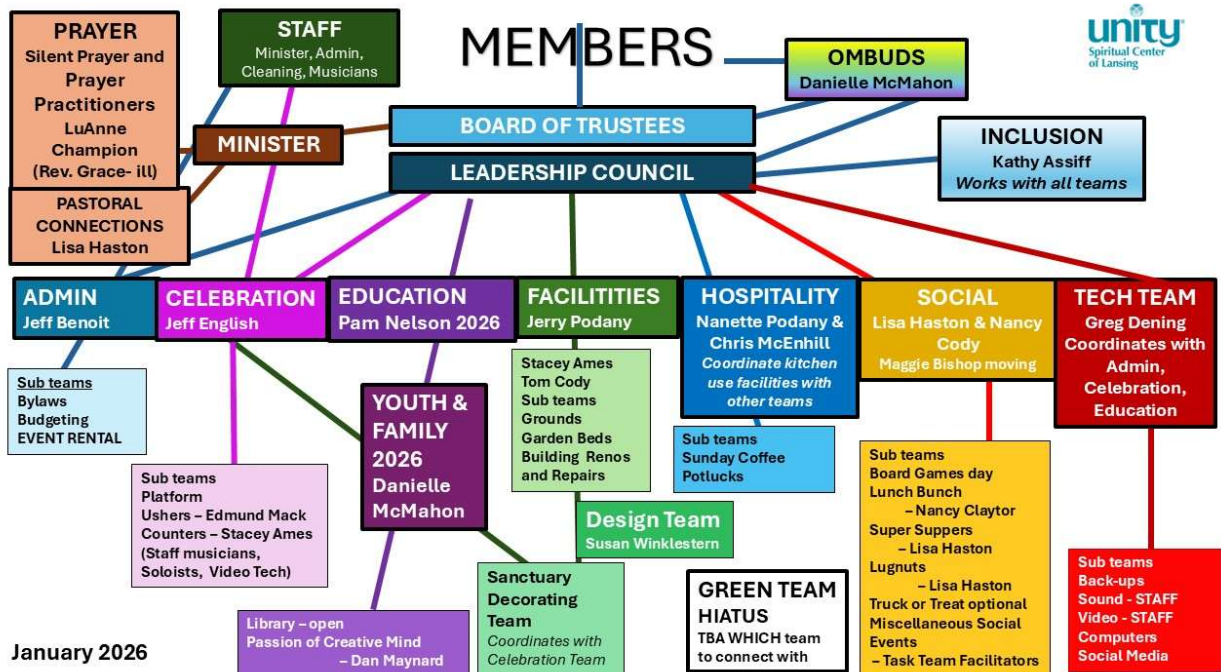 PRAYER
Silent Prayer and
Prayer
Practitioners
LuAnne
Champion
(Rev. Grace- ill)
PASTORAL
CONNECTIONS
Lisa Haston
STAFF
Minister, Admin,
Cleaning, Musicians
MINISTER
MEMBERS
BOARD OF TRUSTEES
LEADERSHIP COUNCIL
OMBUDS
Danielle McMahon
unity
Spiritual Center
of Lansing
INCLUSION
Kathy Assiff
Works with all teams
ADMIN
Jeff Benoit
Sub teams
Bylaws
Budgeting
EVENT RENTAL
CELEBRATION
Jeff English
Sub teams
Platform
Ushers – Edmund Mack
Counters – Stacey Ames
(Staff musicians,
Soloists, Video Tech)
EDUCATION
Pam Nelson 2026
YOUTH &
FAMILY
2026
Danielle
McMahon
Library – open
Passion of Creative Mind
– Dan Maynard
FACILITITIES
Jerry Podany
Stacey Ames
Tom Cody
Sub teams
Grounds
Garden Beds
Building Renos
and Repairs
Design Team
Susan Winklestern
Sanctuary
Decorating
Team
Coordinates with
Celebration Team
HOSPITALITY
Nanette Podany &
Chris McEnhill
Coordinate kitchen
use facilities with
other teams
Sub teams
Sunday Coffee
Potlucks
GREEN TEAM
HIATUS
TBA WHICH team
to connect with
SOCIAL
Lisa Haston & Nancy
Cody
Maggie Bishop moving
Sub teams
Board Games day
Lunch Bunch
– Nancy Claytor
Super Suppers
– Lisa Haston
Lugnuts
– Lisa Haston
Truck or Treat optional
Miscellaneous Social
Events
– Task Team Facilitators
TECH TEAM
Greg Dening
Coordinates with
Admin,
Celebration,
Education
Sub teams
Back-ups
Sound - STAFF
Video - STAFF
Computers
Social Media
January 2026